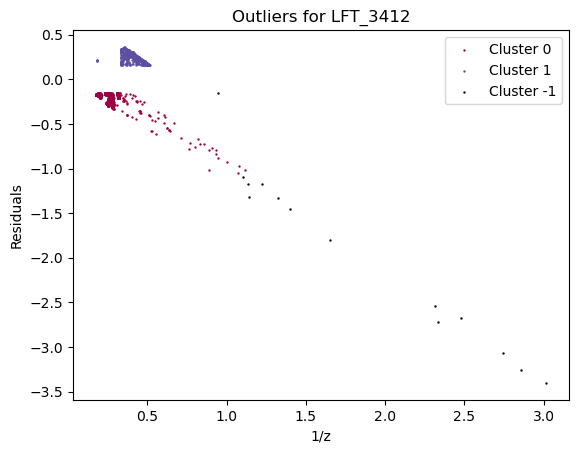 Outliers for LFT_3412
Cluster 0
Cluster 1
Cluster -1
Residuals
0.5
0.0
−0.5
−1.0
−1.5
−2.0
−2.5
−3.0
−3.5
0.5 1.0 1.5 2.0 2.5 3.0
1/z